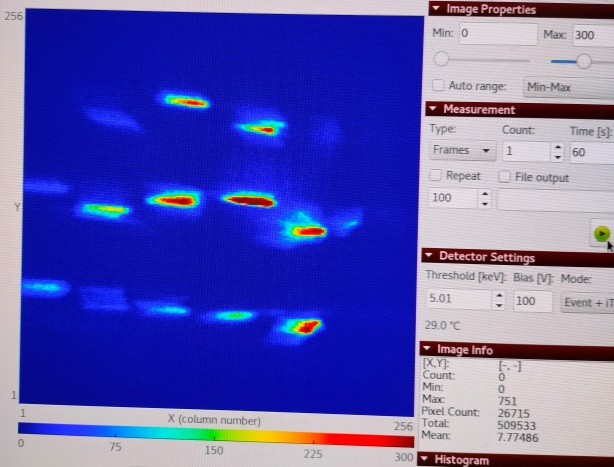 256
Y
1
1
X (column number)
256
0
75
150
225
300
Image Properties
Min: 0
Max: 300
Auto range: Min-Max
Measurement
Type:
Count:
Time [s]:
Frames
1
60
Repeat
File output
100
Detector Settings
Threshold [keV]:
Bias [V]:
Mode:
5.01
100
Event + iT
29.0 °C
Image Info
[X,Y]: [-, -]
Count: 0
Min: 0
Max: 751
Pixel Count: 26715
Total: 509533
Mean: 7.77486
Histogram